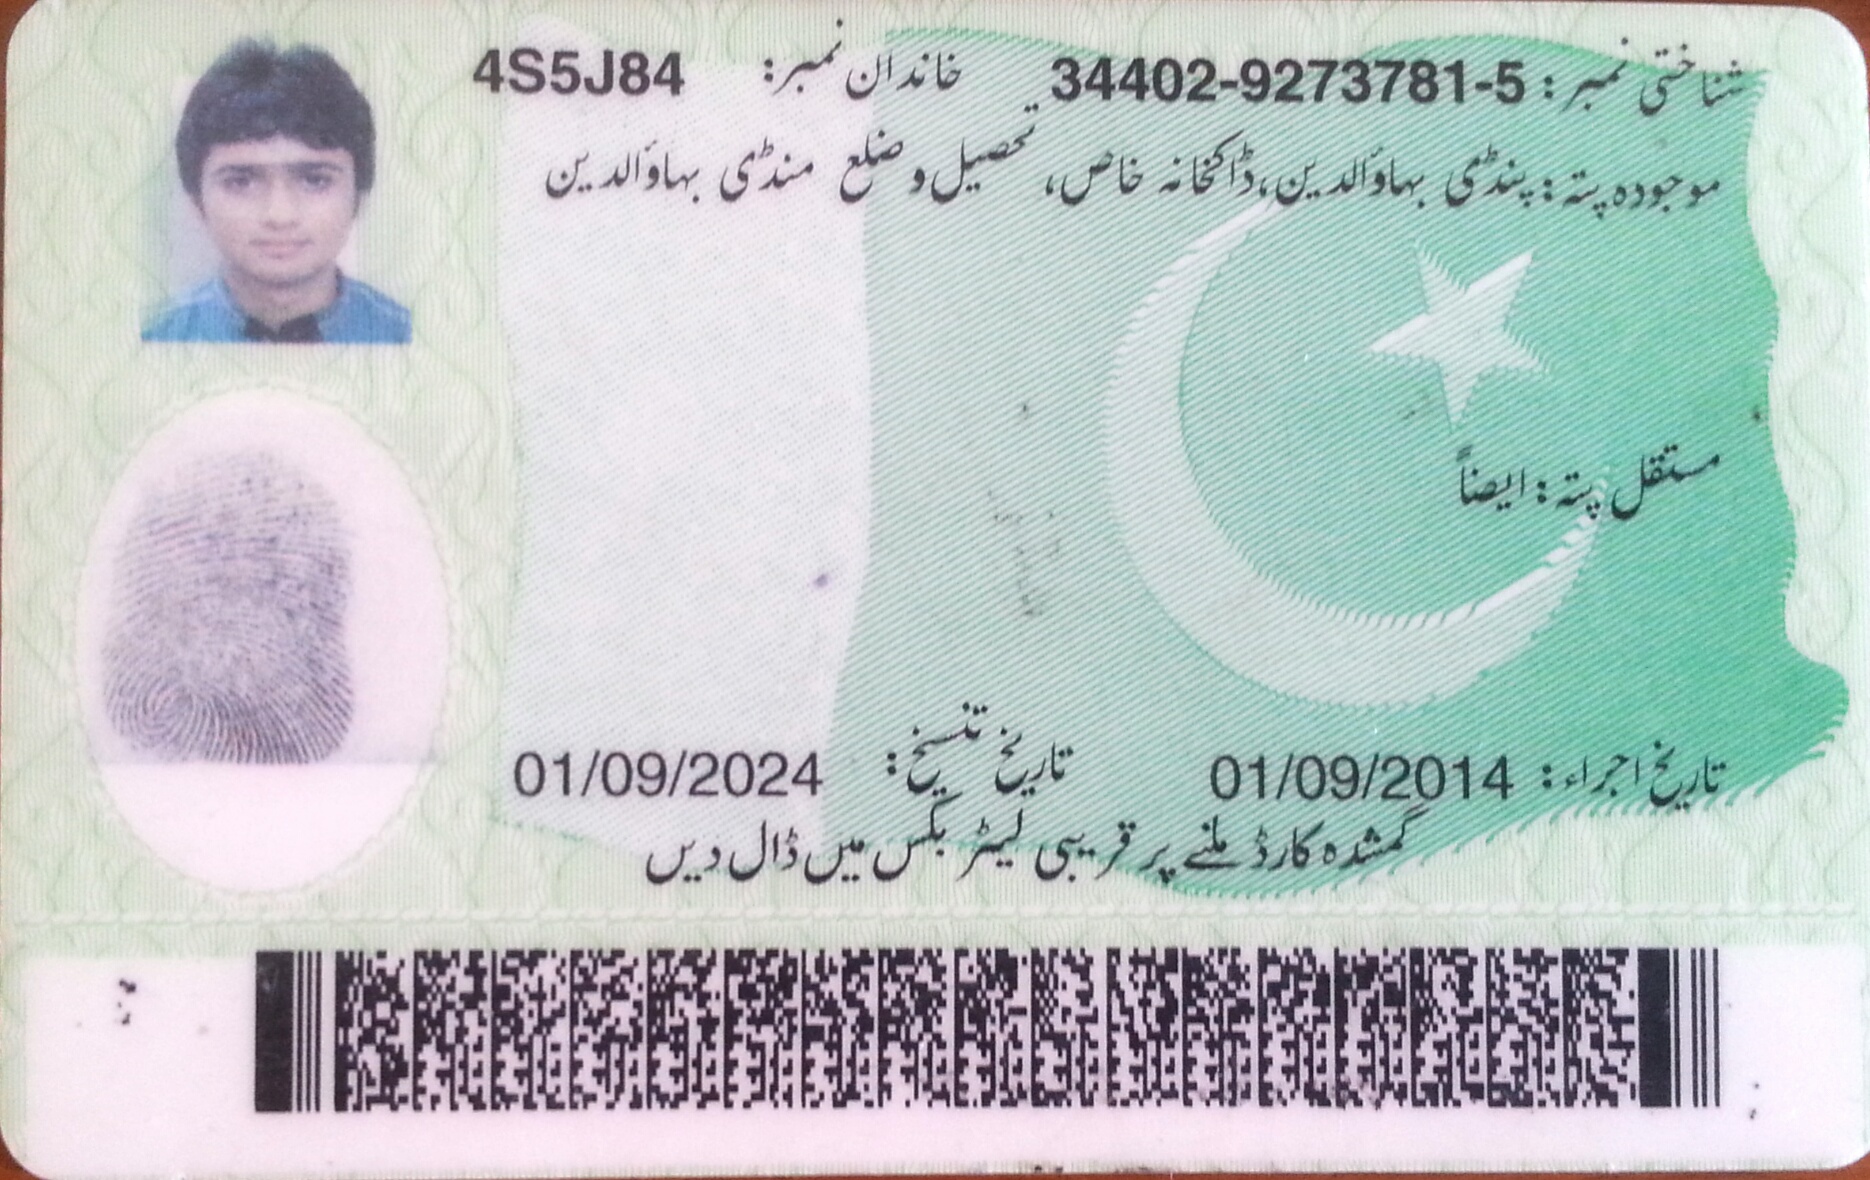 شناختی نمبر: 34402-9273781-5 خاندان نمبر: 4S5J84
موجودہ پتہ: پنڈی بہاؤالدین، ڈاکخانہ خاص، تحصیل و ضلع منڈی بہاؤالدین
مستقل پتہ: ایضاً
تاریخ اجراء: 01/09/2014 تاریخ تنسیخ: 01/09/2024
گمشدہ کارڈ ملنے پر قریبی لیٹر بکس میں ڈال دیں